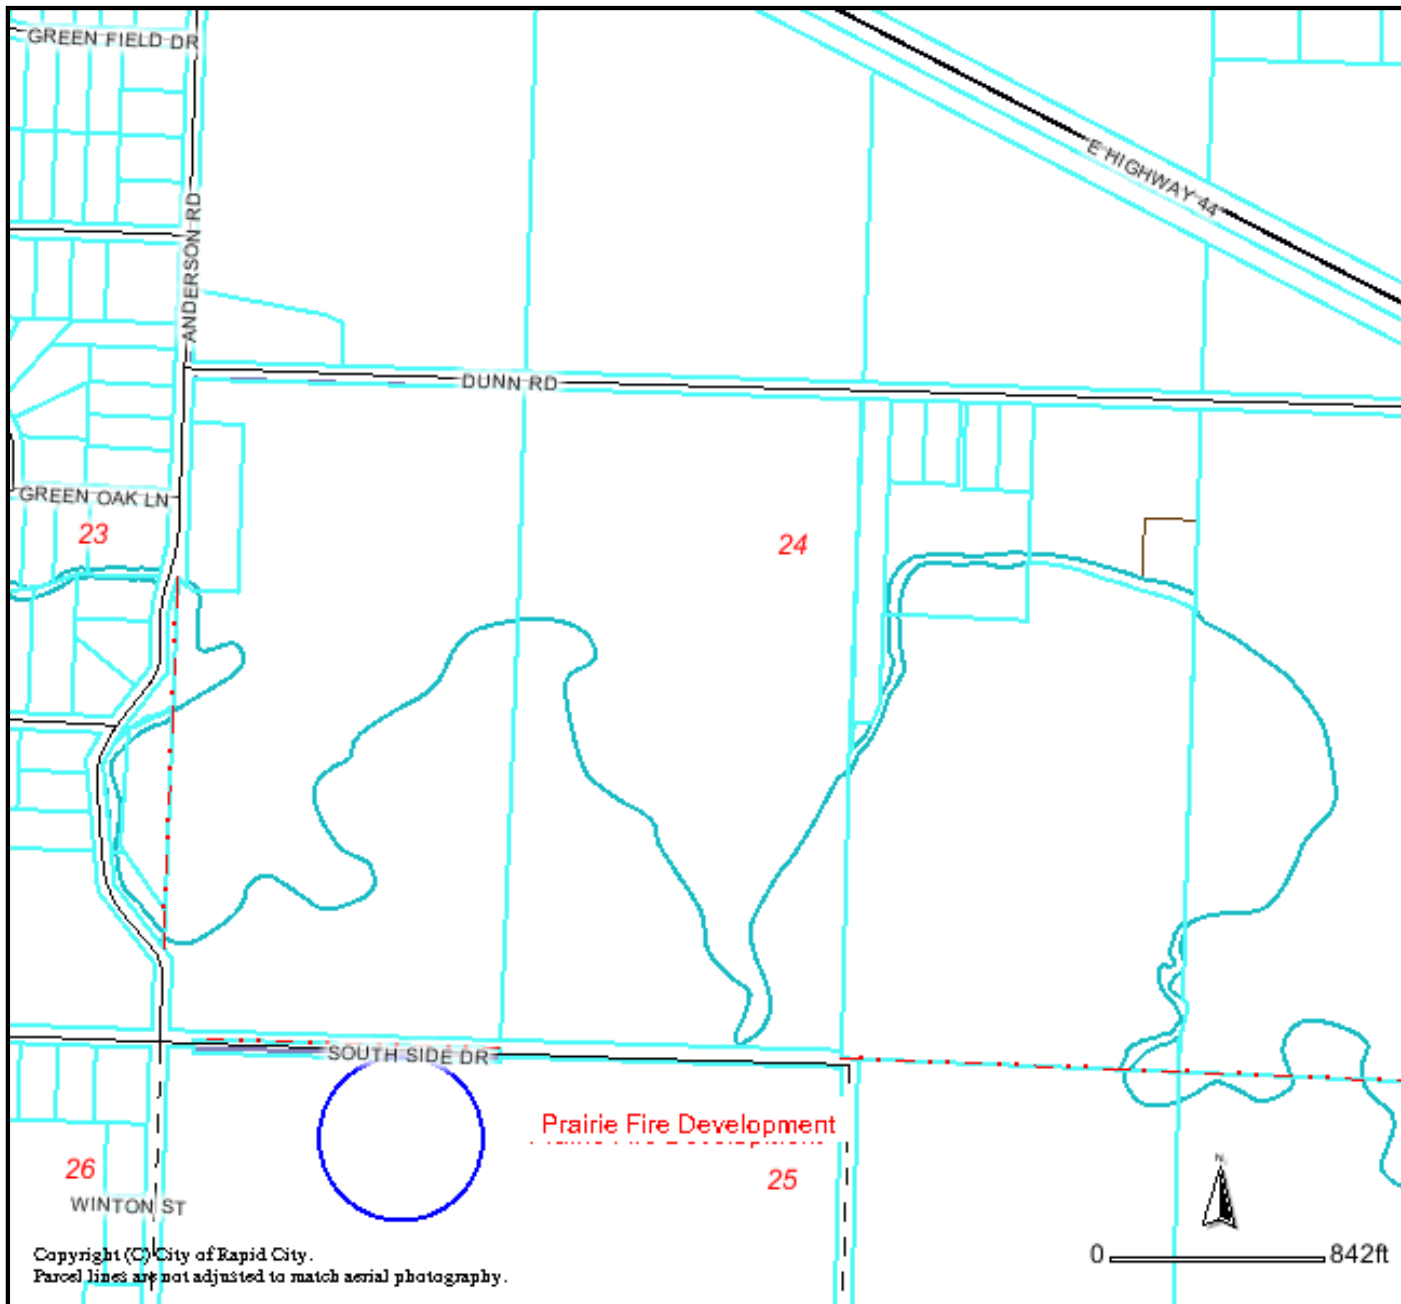 GREEN FIELD DR
E HIGHWAY 44
ANDERSON RD
DUNN RD
GREEN OAK LN
23
24
SOUTH SIDE DR
Prairie Fire Development
26
25
WINTON ST
N
Copyright (C) City of Rapid City.
Parcel lines are not adjusted to match aerial photography.
0 842ft